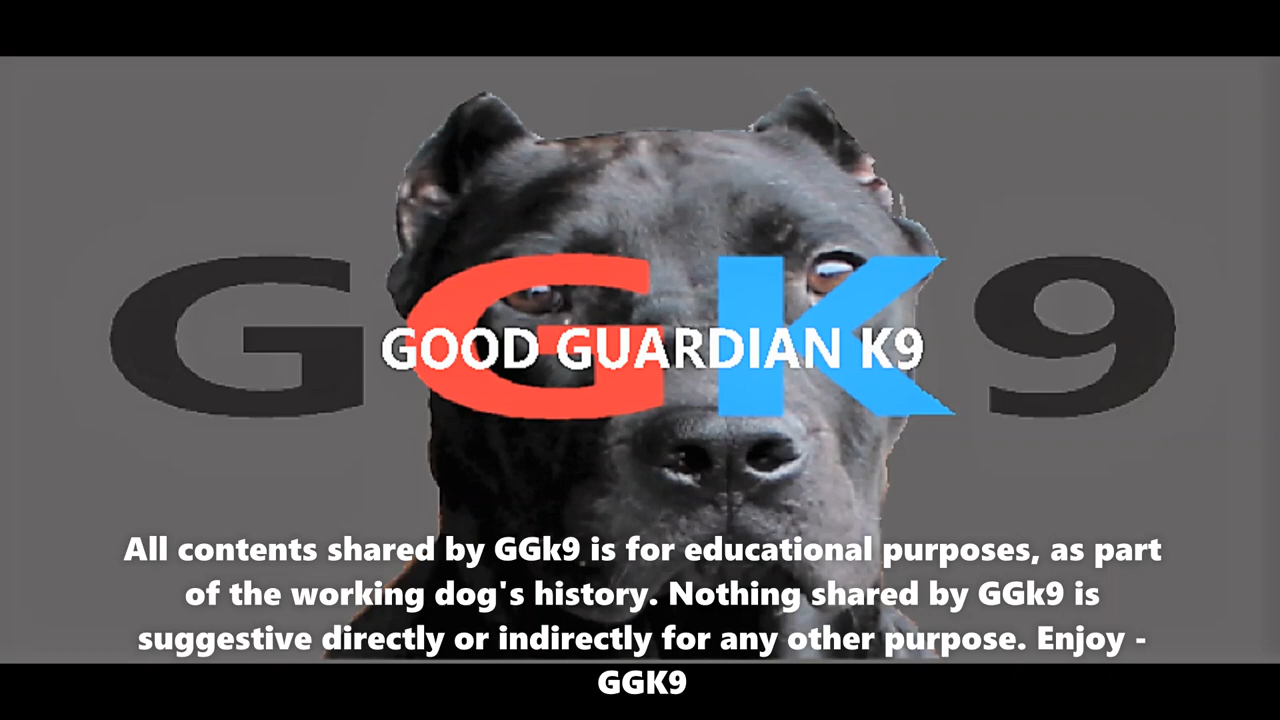 GGK9
GOOD GUARDIAN K9
All contents shared by GGk9 is for educational purposes, as part
of the working dog's history. Nothing shared by GGk9 is
suggestive directly or indirectly for any other purpose. Enjoy -
GGK9